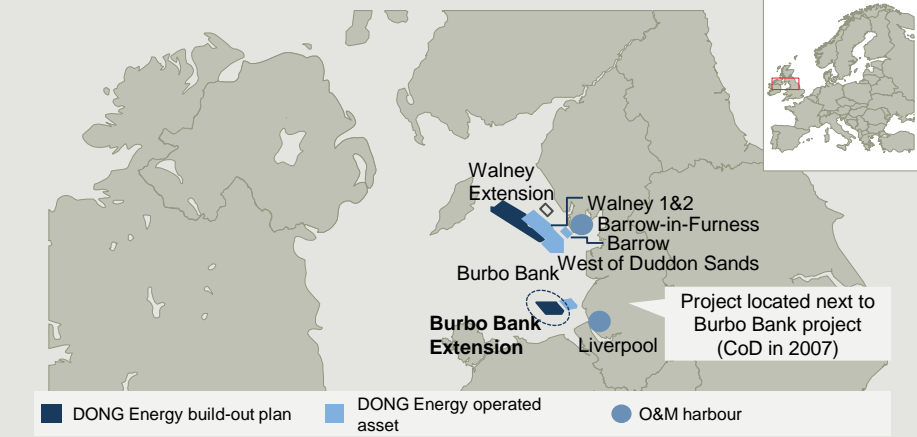 Walney
Extension
Walney 1&2
Barrow-in-Furness
Barrow
West of Duddon Sands
Burbo Bank
Burbo Bank
Extension
Liverpool
Project located next to
Burbo Bank project
(CoD in 2007)
DONG Energy build-out plan
DONG Energy operated
asset
O&M harbour